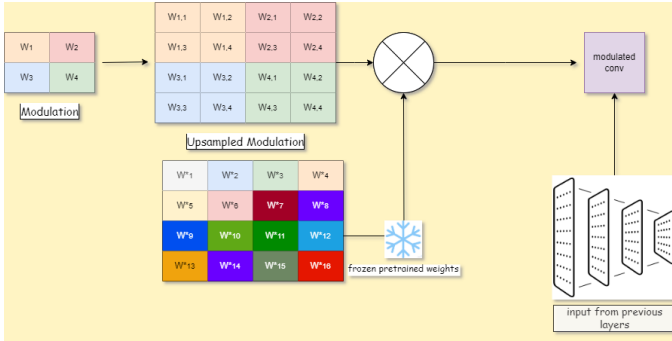 W1 W2
W3 W4
Modulation
W1,1 W1,2 W2,1 W2,2
W1,3 W1,4 W2,3 W2,4
W3,1 W3,2 W4,1 W4,2
W3,3 W3,4 W4,3 W4,4
Upsampled Modulation
W*1 W*2 W*3 W*4
W*5 W*6 W*7 W*8
W*9 W*10 W*11 W*12
W*13 W*14 W*15 W*16
frozen pretrained weights
modulated
conv
input from previous
layers